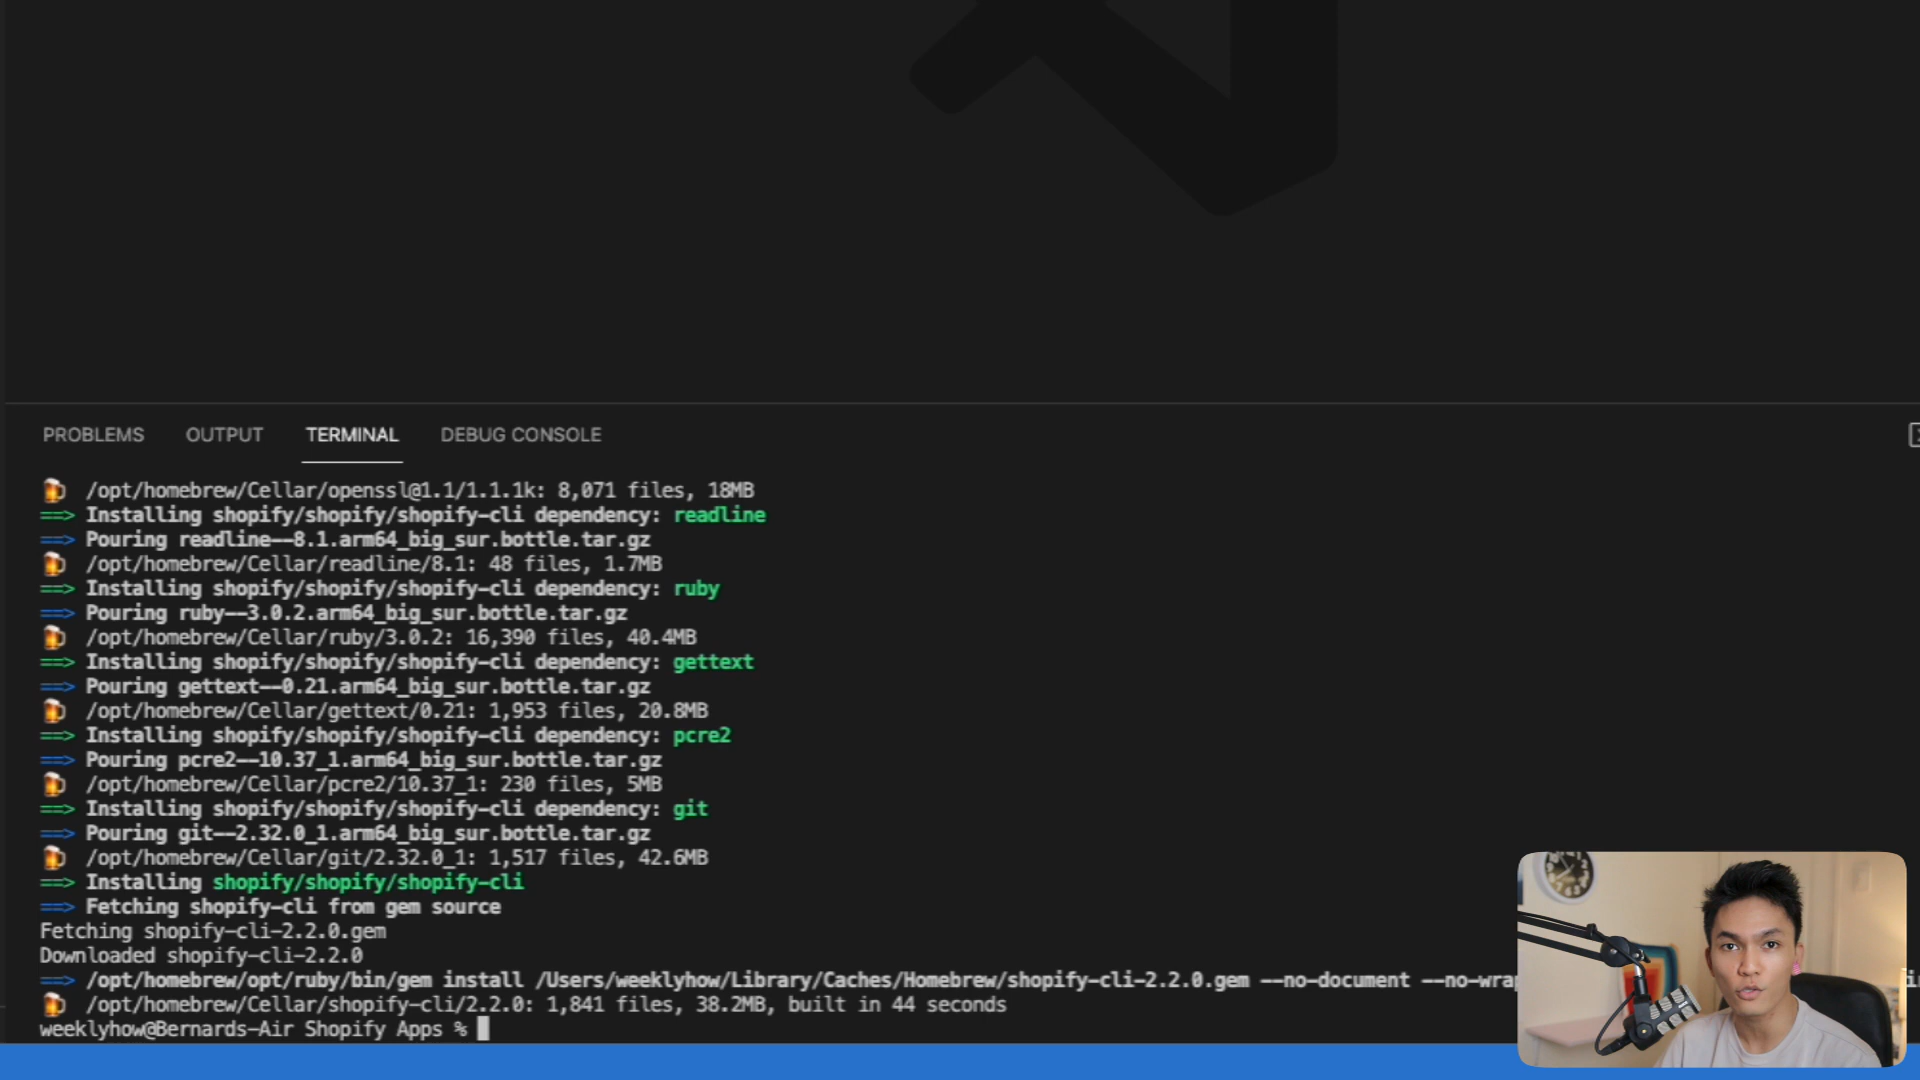 PROBLEMS OUTPUT TERMINAL DEBUG CONSOLE
/opt/homebrew/Cellar/openssl@1.1/1.1.1k: 8,071 files, 18MB
==> Installing shopify/shopify/shopify-cli dependency: readline
==> Pouring readline--8.1.arm64_big_sur.bottle.tar.gz
/opt/homebrew/Cellar/readline/8.1: 48 files, 1.7MB
==> Installing shopify/shopify/shopify-cli dependency: ruby
==> Pouring ruby--3.0.2.arm64_big_sur.bottle.tar.gz
/opt/homebrew/Cellar/ruby/3.0.2: 16,390 files, 40.4MB
==> Installing shopify/shopify/shopify-cli dependency: gettext
==> Pouring gettext--0.21.arm64_big_sur.bottle.tar.gz
/opt/homebrew/Cellar/gettext/0.21: 1,953 files, 20.8MB
==> Installing shopify/shopify/shopify-cli dependency: pcre2
==> Pouring pcre2--10.37_1.arm64_big_sur.bottle.tar.gz
/opt/homebrew/Cellar/pcre2/10.37_1: 230 files, 5MB
==> Installing shopify/shopify/shopify-cli dependency: git
==> Pouring git--2.32.0_1.arm64_big_sur.bottle.tar.gz
/opt/homebrew/Cellar/git/2.32.0_1: 1,517 files, 42.6MB
==> Installing shopify/shopify/shopify-cli
==> Fetching shopify-cli from gem source
Fetching shopify-cli-2.2.0.gem
Downloaded shopify-cli-2.2.0
==> /opt/homebrew/opt/ruby/bin/gem install /Users/weeklyhow/Library/Caches/Homebrew/shopify-cli-2.2.0.gem --no-document --no-wrap
/opt/homebrew/Cellar/shopify-cli/2.2.0: 1,841 files, 38.2MB, built in 44 seconds
weeklyhow@Bernards-Air Shopify Apps %